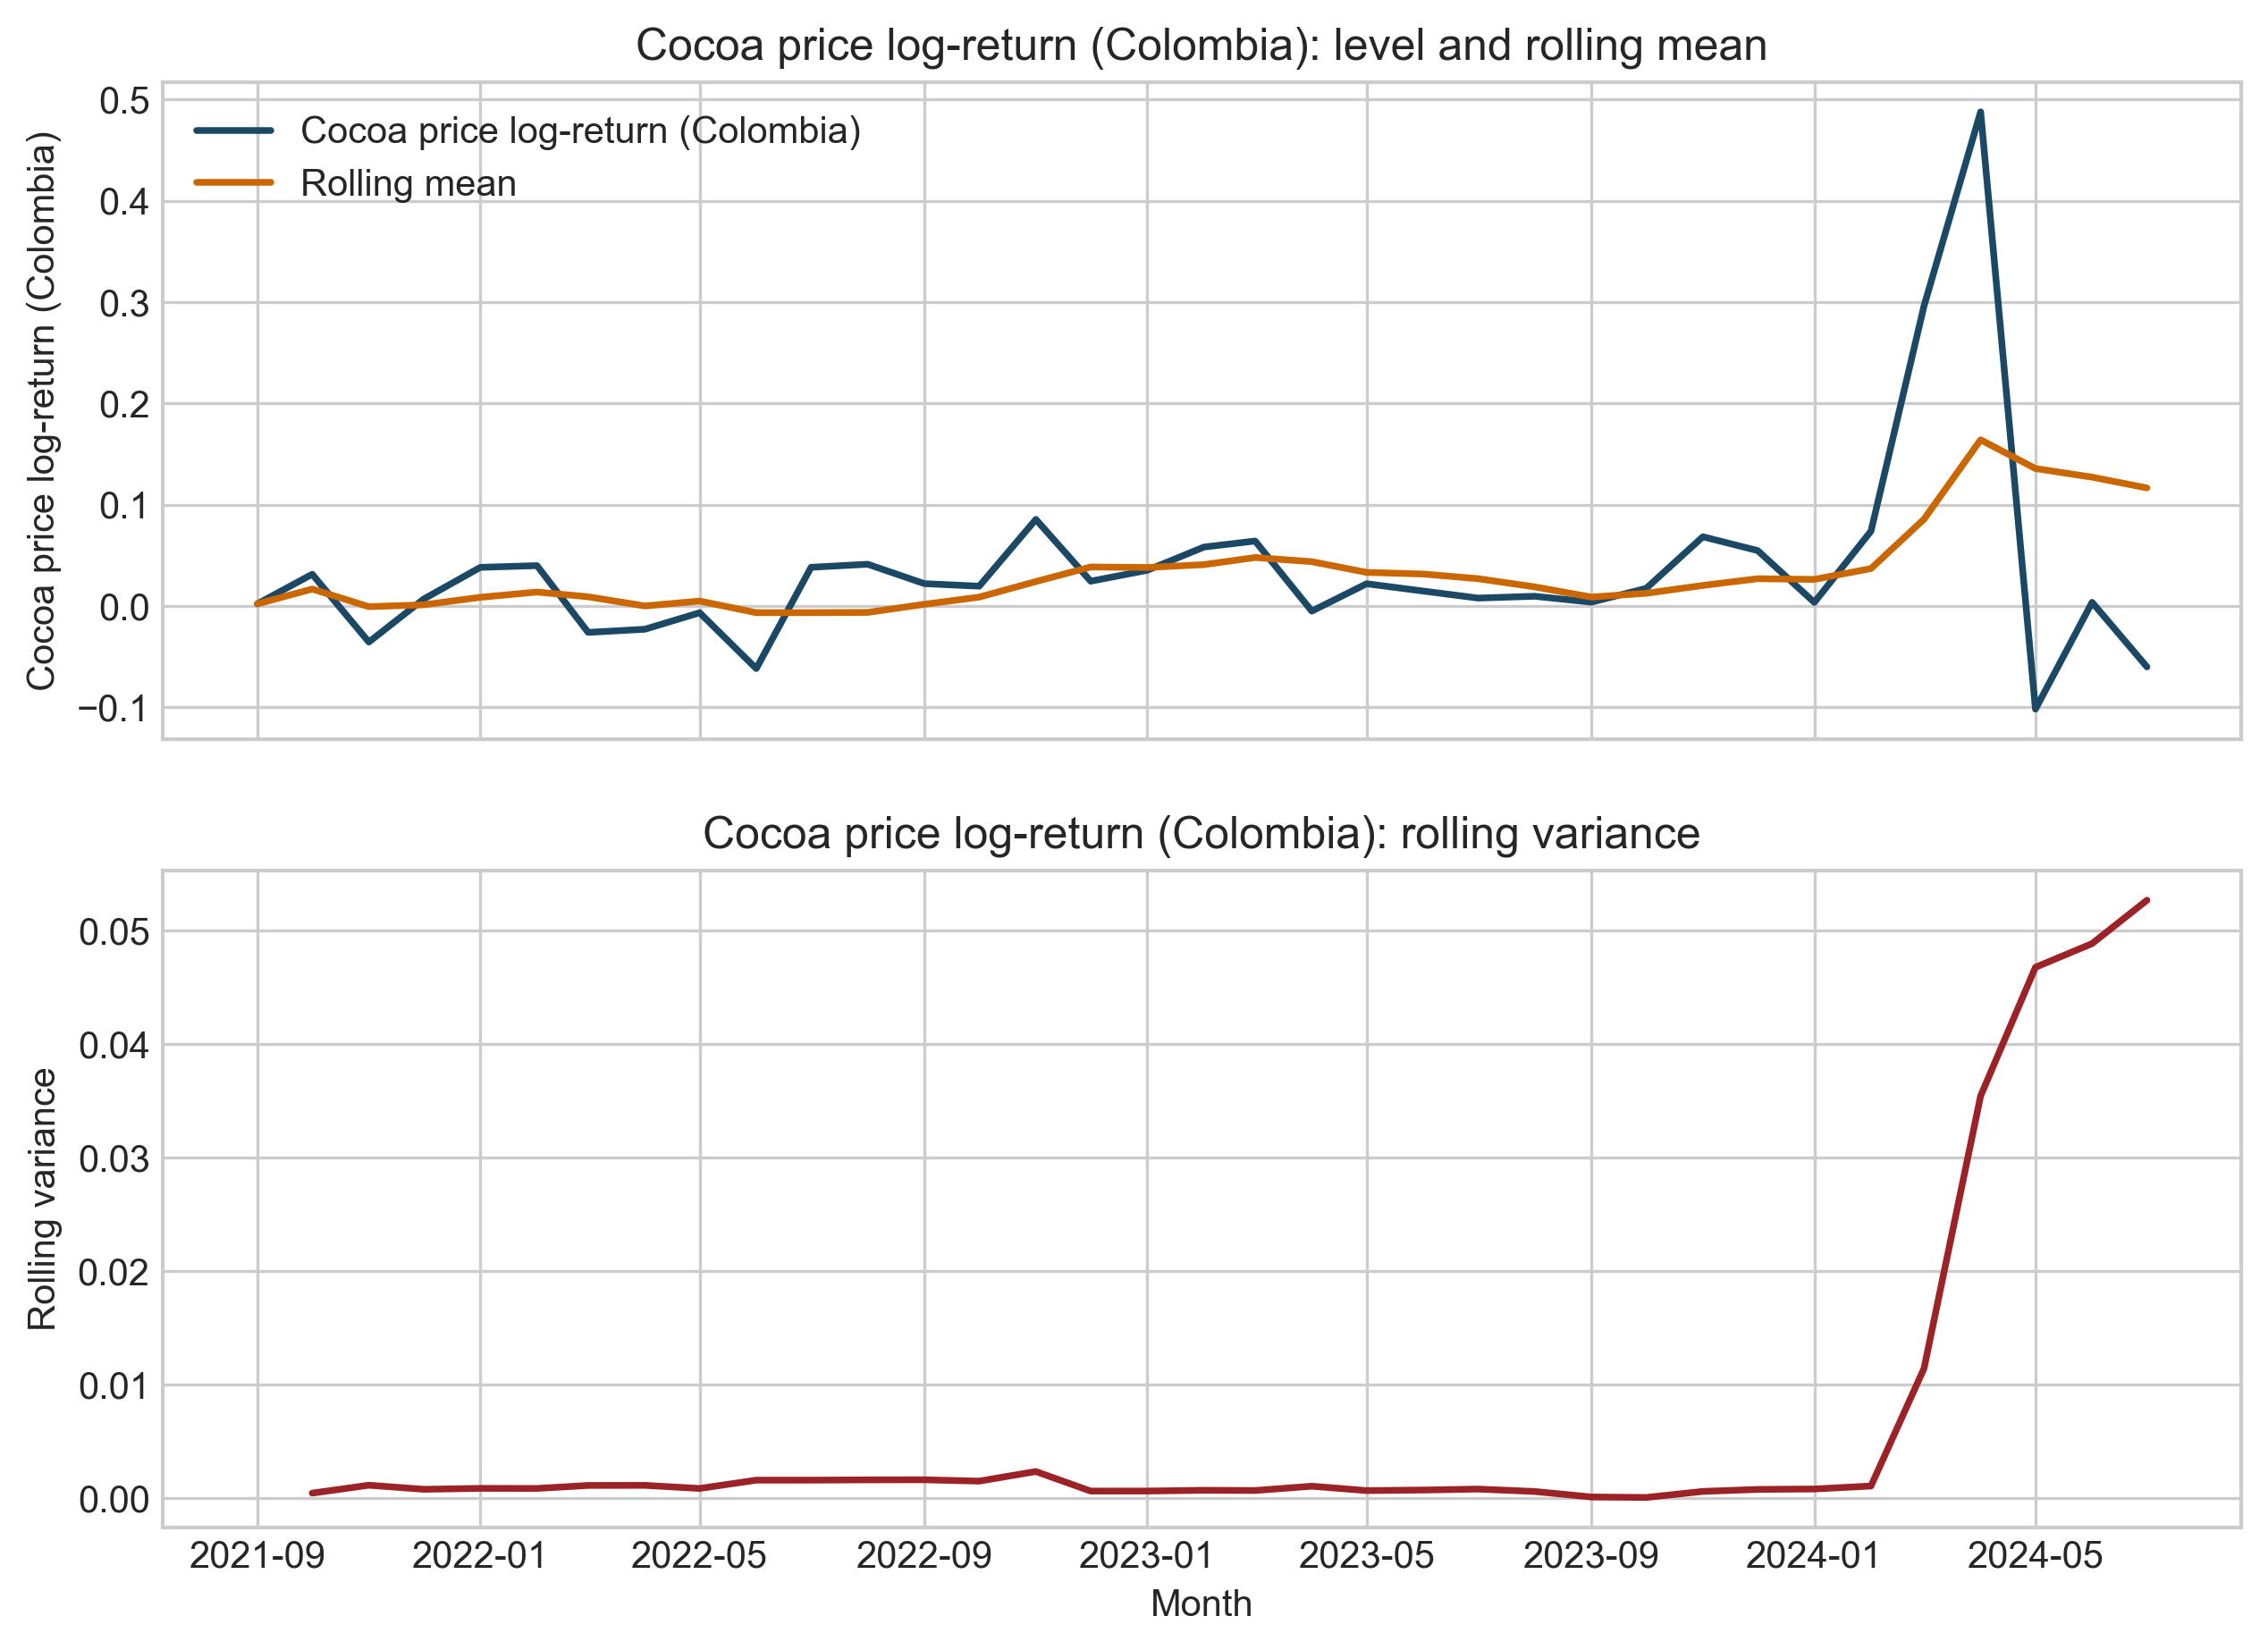 Cocoa price log-return (Colombia): level and rolling mean
Cocoa price log-return (Colombia)
0.5
0.4
0.3
0.2
0.1
0.0
−0.1
Cocoa price log-return (Colombia)
Rolling mean
Cocoa price log-return (Colombia): rolling variance
Rolling variance
0.05
0.04
0.03
0.02
0.01
0.00
2021-09 2022-01 2022-05 2022-09 2023-01 2023-05 2023-09 2024-01 2024-05
Month